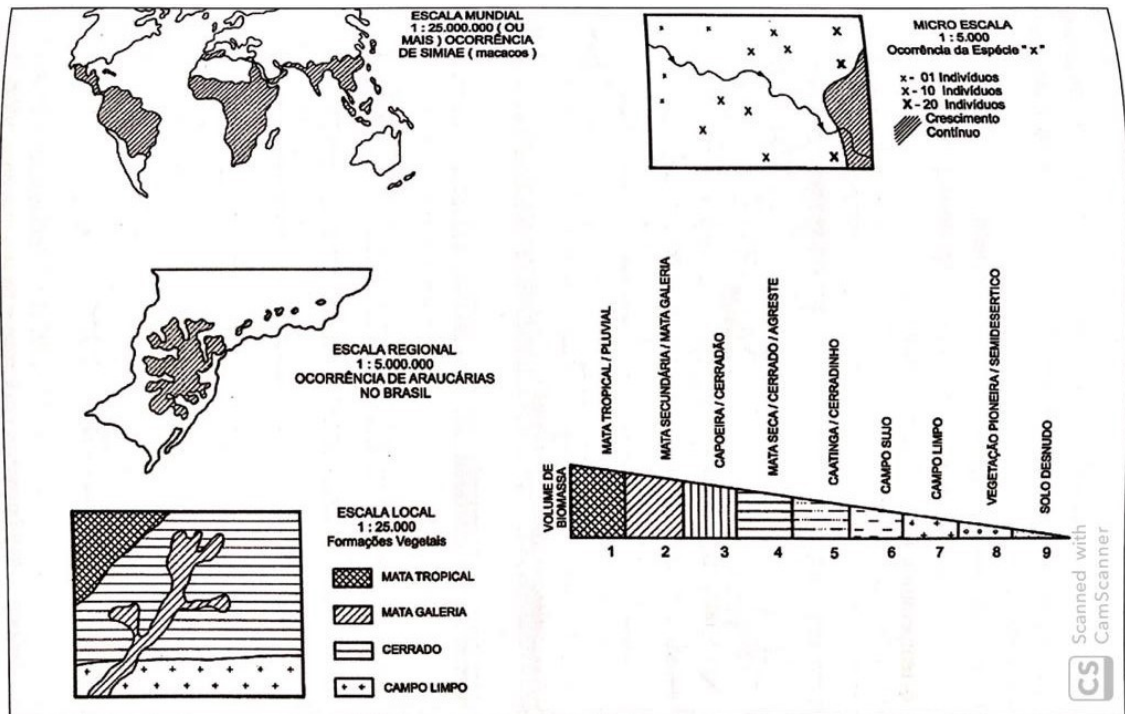 ESCALA MUNDIAL
1 : 25.000.000 ( OU
MAIS ) OCORRÊNCIA
DE SIMIAE ( macacos )
MICRO ESCALA
1 : 5.000
Ocorrência da Espécie " x "
x - 01 Indivíduos
x - 10 Indivíduos
X - 20 Indivíduos
Crescimento
Contínuo
ESCALA REGIONAL
1 : 5.000.000
OCORRÊNCIA DE ARAUCÁRIAS
NO BRASIL
ESCALA LOCAL
1 : 25.000
Formações Vegetais
MATA TROPICAL
MATA GALERIA
CERRADO
CAMPO LIMPO
VOLUME DE
BIOMASSA
MATA TROPICAL / PLUVIAL
MATA SECUNDÁRIA / MATA GALERIA
CAPOEIRA / CERRADÃO
MATA SECA / CERRADO / AGRESTE
CAATINGA / CERRADINHO
CAMPO SUJO
CAMPO LIMPO
VEGETAÇÃO PIONEIRA / SEMIDESERTICO
SOLO DESNUDO
1 2 3 4 5 6 7 8 9
CS Scanned with
CamScanner